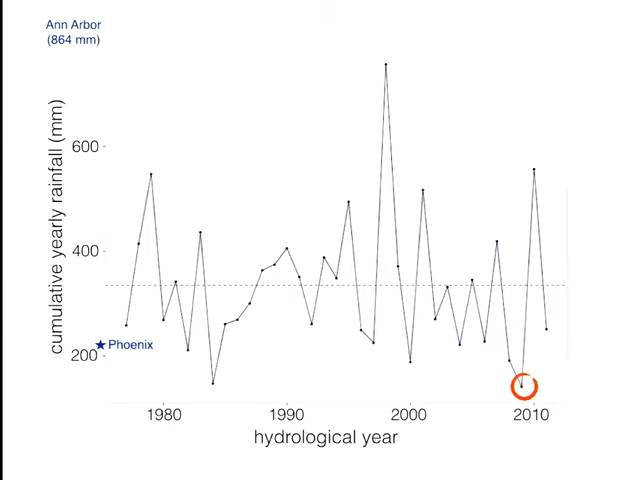 Ann Arbor
(864 mm)
cumulative yearly rainfall (mm)
600
400
200
★ Phoenix
1980
1990
2000
2010
hydrological year